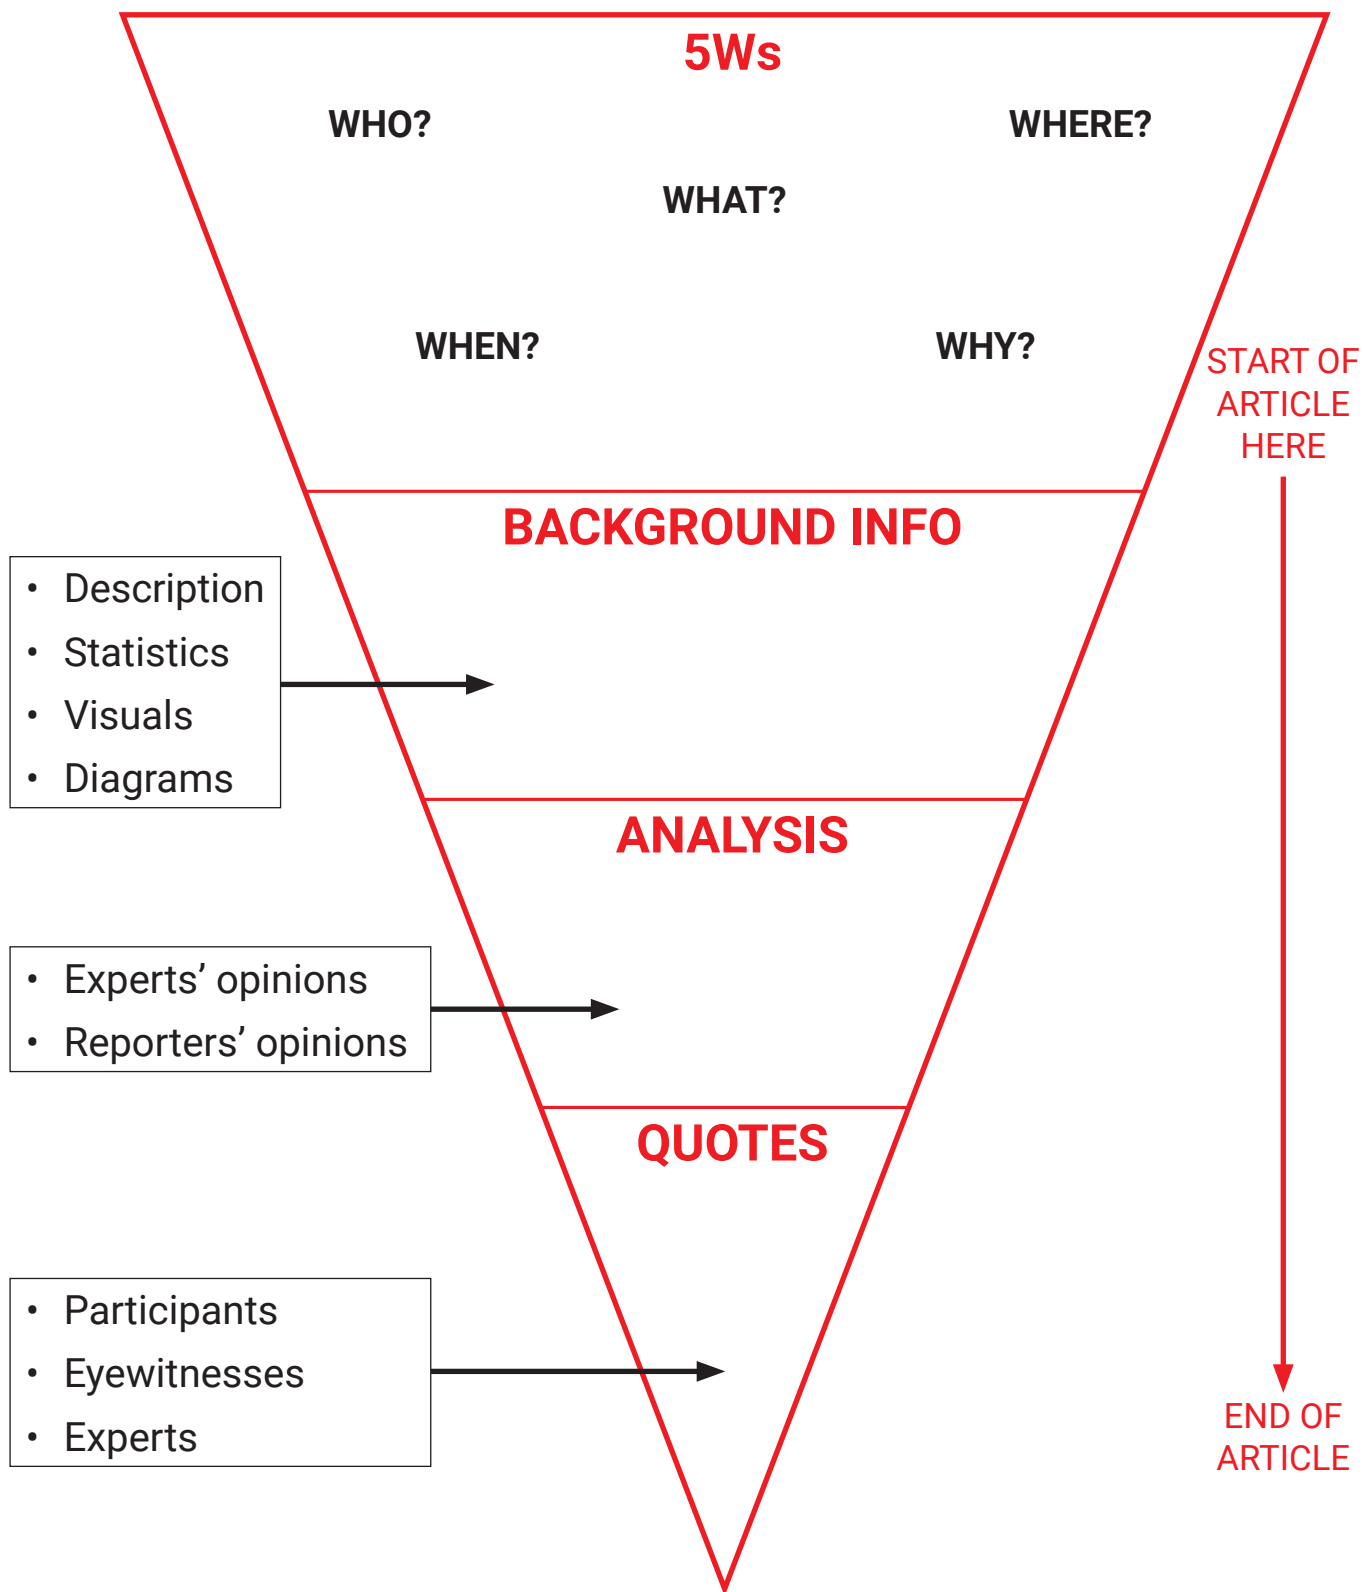 5Ws
WHO?
WHERE?
WHAT?
WHEN?
WHY?
START OF
ARTICLE
HERE
BACKGROUND INFO
• Description
• Statistics
• Visuals
• Diagrams
ANALYSIS
• Experts’ opinions
• Reporters’ opinions
QUOTES
• Participants
• Eyewitnesses
• Experts
END OF
ARTICLE